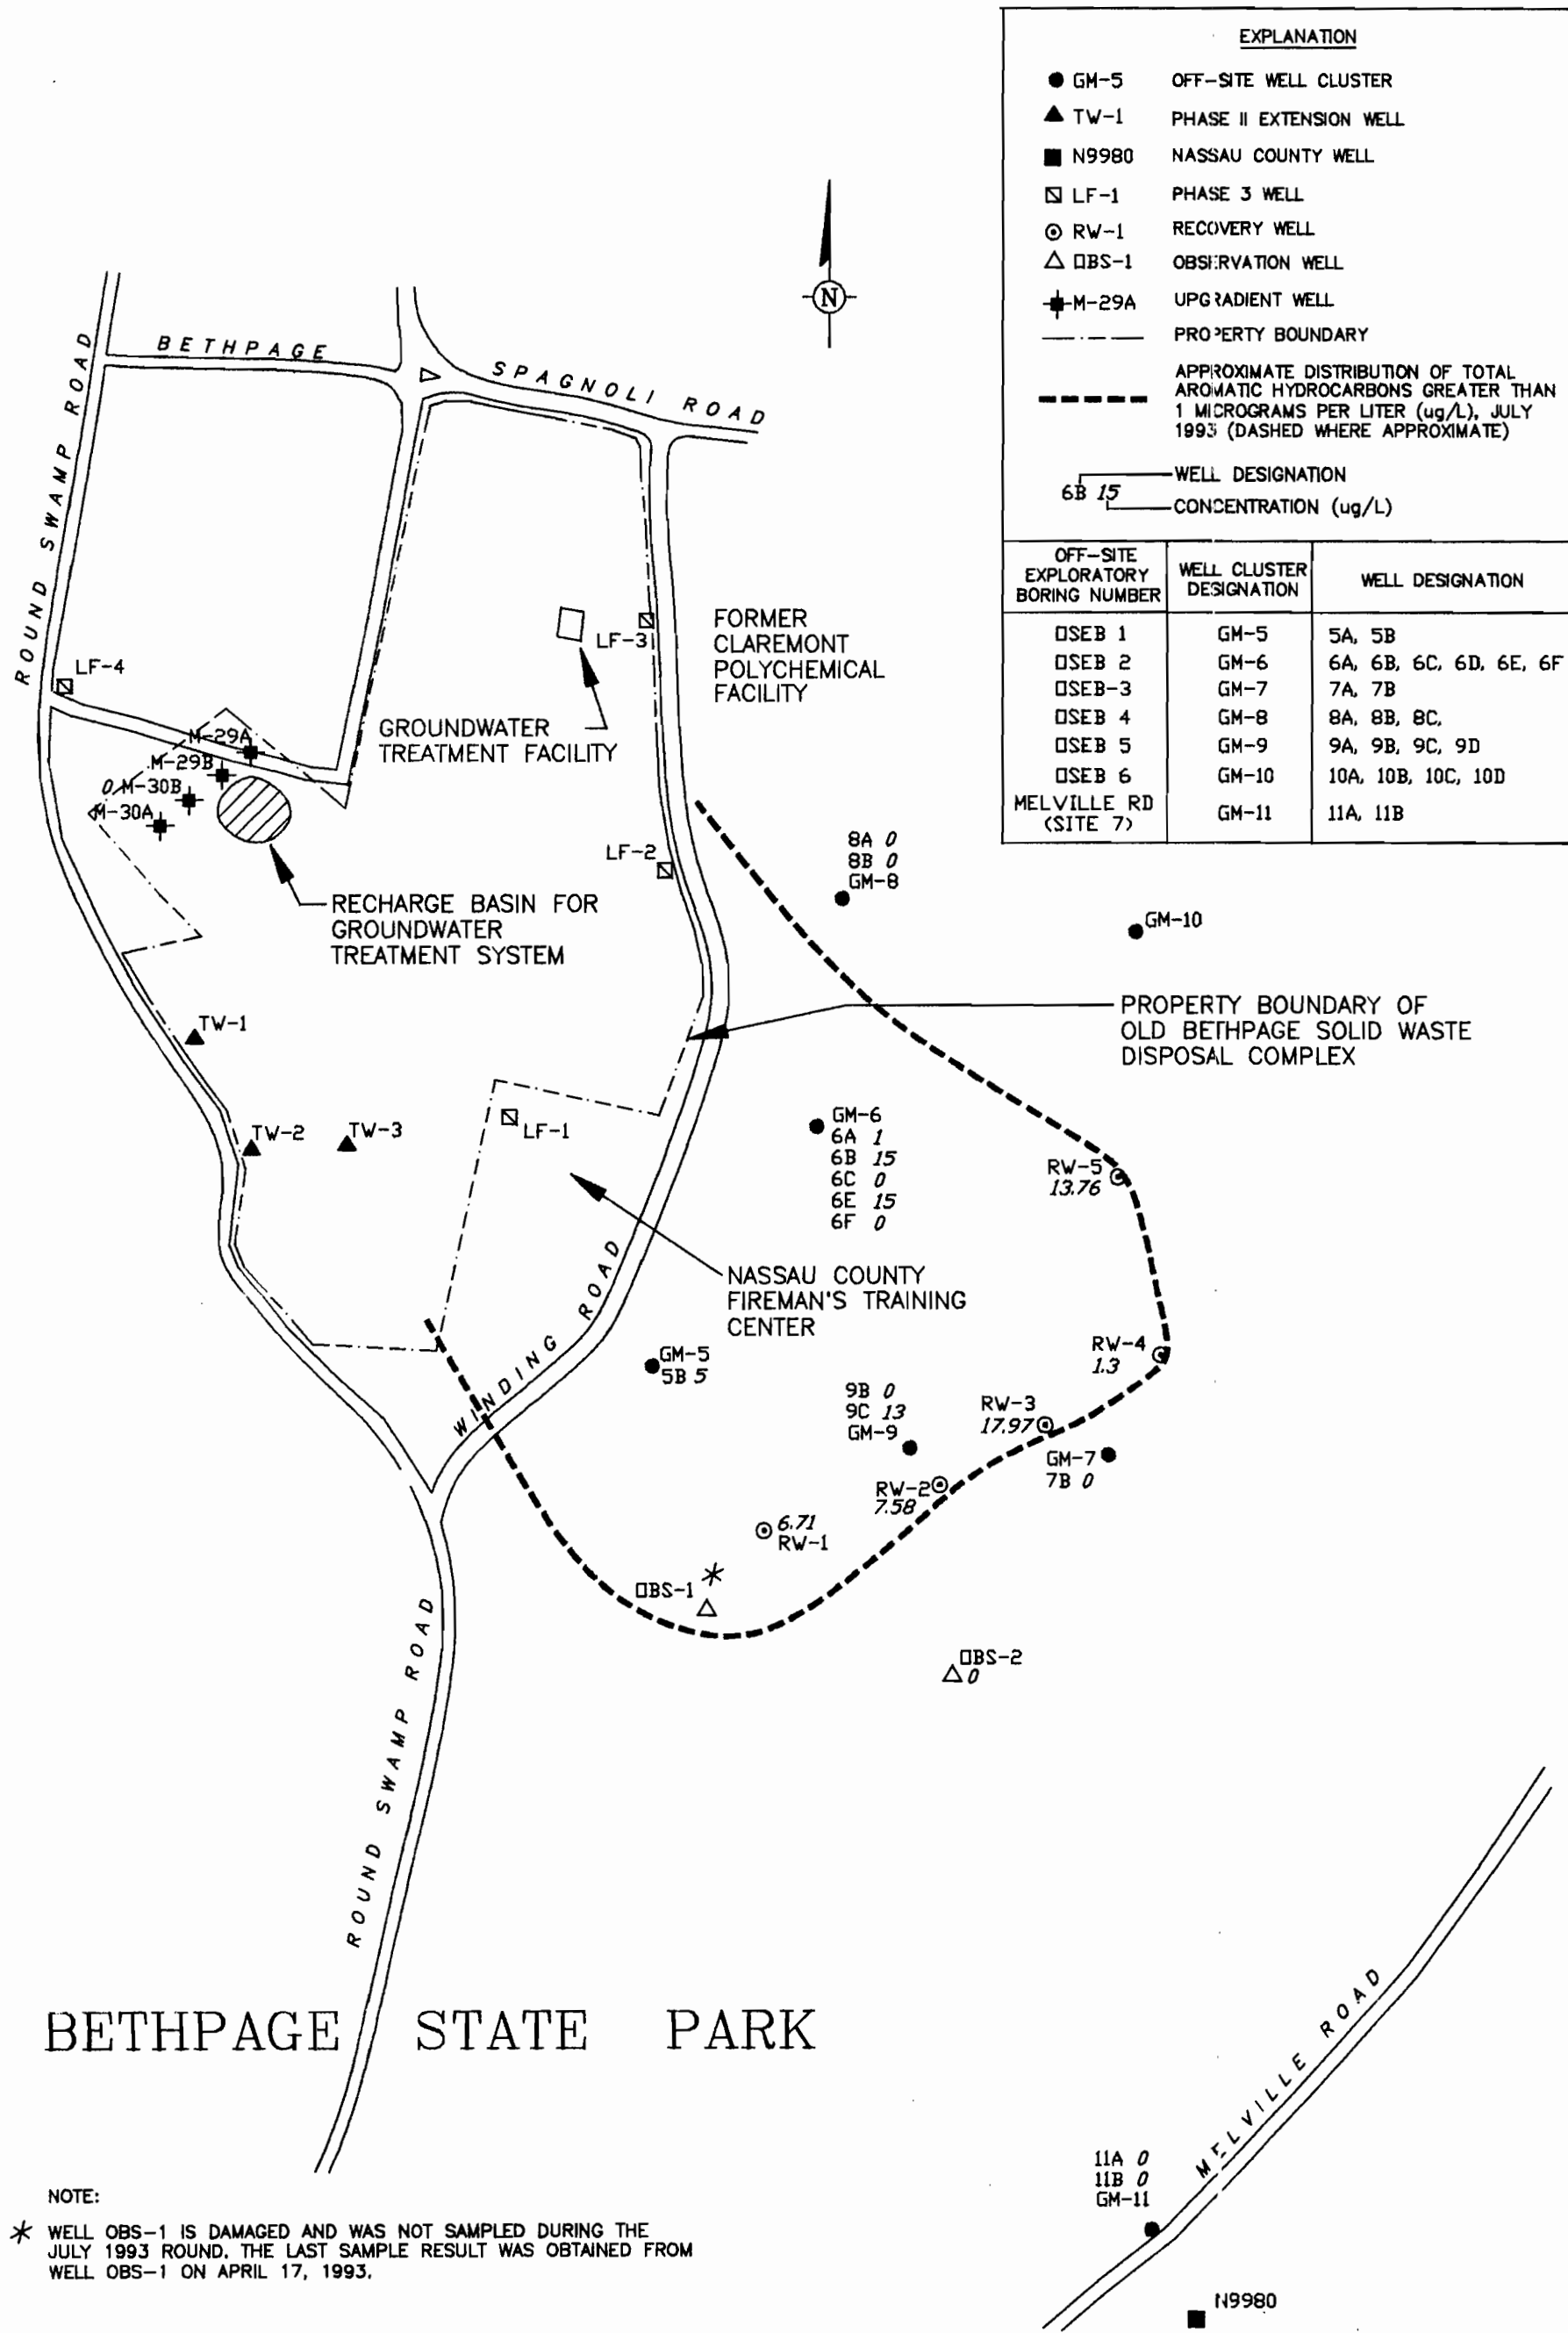 EXPLANATION
GM-5 OFF-SITE WELL CLUSTER
TW-1 PHASE II EXTENSION WELL
N9980 NASSAU COUNTY WELL
LF-1 PHASE 3 WELL
RW-1 RECOVERY WELL
OBS-1 OBSERVATION WELL
M-29A UPGRADIENT WELL
PROPERTY BOUNDARY
APPROXIMATE DISTRIBUTION OF TOTAL
AROMATIC HYDROCARBONS GREATER THAN
1 MICROGRAMS PER LITER (ug/L), JULY
1993 (DASHED WHERE APPROXIMATE)
WELL DESIGNATION
6B 15
CONCENTRATION (ug/L)
OFF-SITE EXPLORATORY BORING NUMBER WELL CLUSTER DESIGNATION WELL DESIGNATION
OSEB 1 GM-5 5A, 5B
OSEB 2 GM-6 6A, 6B, 6C, 6D, 6E, 6F
OSEB-3 GM-7 7A, 7B
OSEB 4 GM-8 8A, 8B, 8C,
OSEB 5 GM-9 9A, 9B, 9C, 9D
OSEB 6 GM-10 10A, 10B, 10C, 10D
MELVILLE RD (SITE 7) GM-11 11A, 11B
N
BETHPAGE
SPAGNOLI ROAD
ROUND SWAMP ROAD
LF-3
FORMER
CLAREMONT
POLYCHEMICAL
FACILITY
LF-4
GROUNDWATER
TREATMENT FACILITY
M-29A
M-29B
0 M-30B
M-30A
LF-2
8A 0
8B 0
GM-8
RECHARGE BASIN FOR
GROUNDWATER
TREATMENT SYSTEM
GM-10
PROPERTY BOUNDARY OF
OLD BETHPAGE SOLID WASTE
DISPOSAL COMPLEX
TW-1
TW-2
TW-3
LF-1
GM-6
6A 1
6B 15
6C 0
6E 15
6F 0
RW-5
13.76
NASSAU COUNTY
FIREMAN'S TRAINING
CENTER
WINDING ROAD
GM-5
5B 5
RW-4
1.3
9B 0
9C 13
GM-9
RW-3
17.97
GM-7
7B 0
RW-2
7.58
6.71
RW-1
*
OBS-1
OBS-2
0
ROUND SWAMP ROAD
BETHPAGE STATE PARK
MELVILLE ROAD
11A 0
11B 0
GM-11
N9980
NOTE:
* WELL OBS-1 IS DAMAGED AND WAS NOT SAMPLED DURING THE
JULY 1993 ROUND. THE LAST SAMPLE RESULT WAS OBTAINED FROM
WELL OBS-1 ON APRIL 17, 1993.